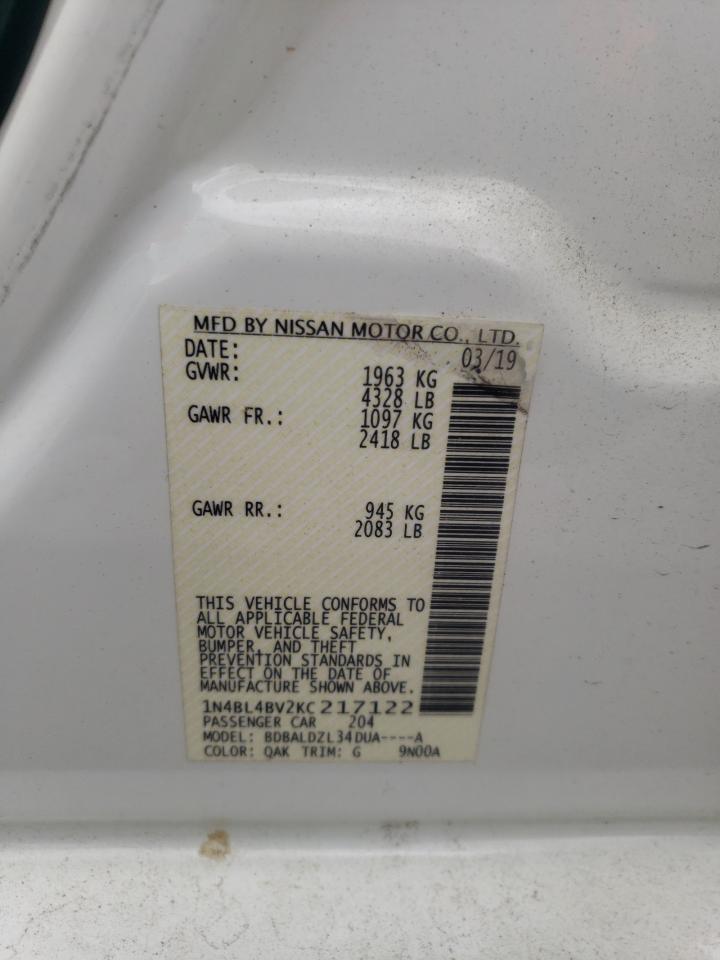 MFD BY NISSAN MOTOR CO., LTD.
DATE: 03/19
GVWR: 1963 KG
4328 LB
GAWR FR.: 1097 KG
2418 LB
GAWR RR.: 945 KG
2083 LB
THIS VEHICLE CONFORMS TO
ALL APPLICABLE FEDERAL
MOTOR VEHICLE SAFETY,
BUMPER, AND THEFT
PREVENTION STANDARDS IN
EFFECT ON THE DATE OF
MANUFACTURE SHOWN ABOVE.
1N4BL4BV2KC217122
PASSENGER CAR 204
MODEL: BDBALDZL34DUA----A
COLOR: QAK TRIM: G 9N00A